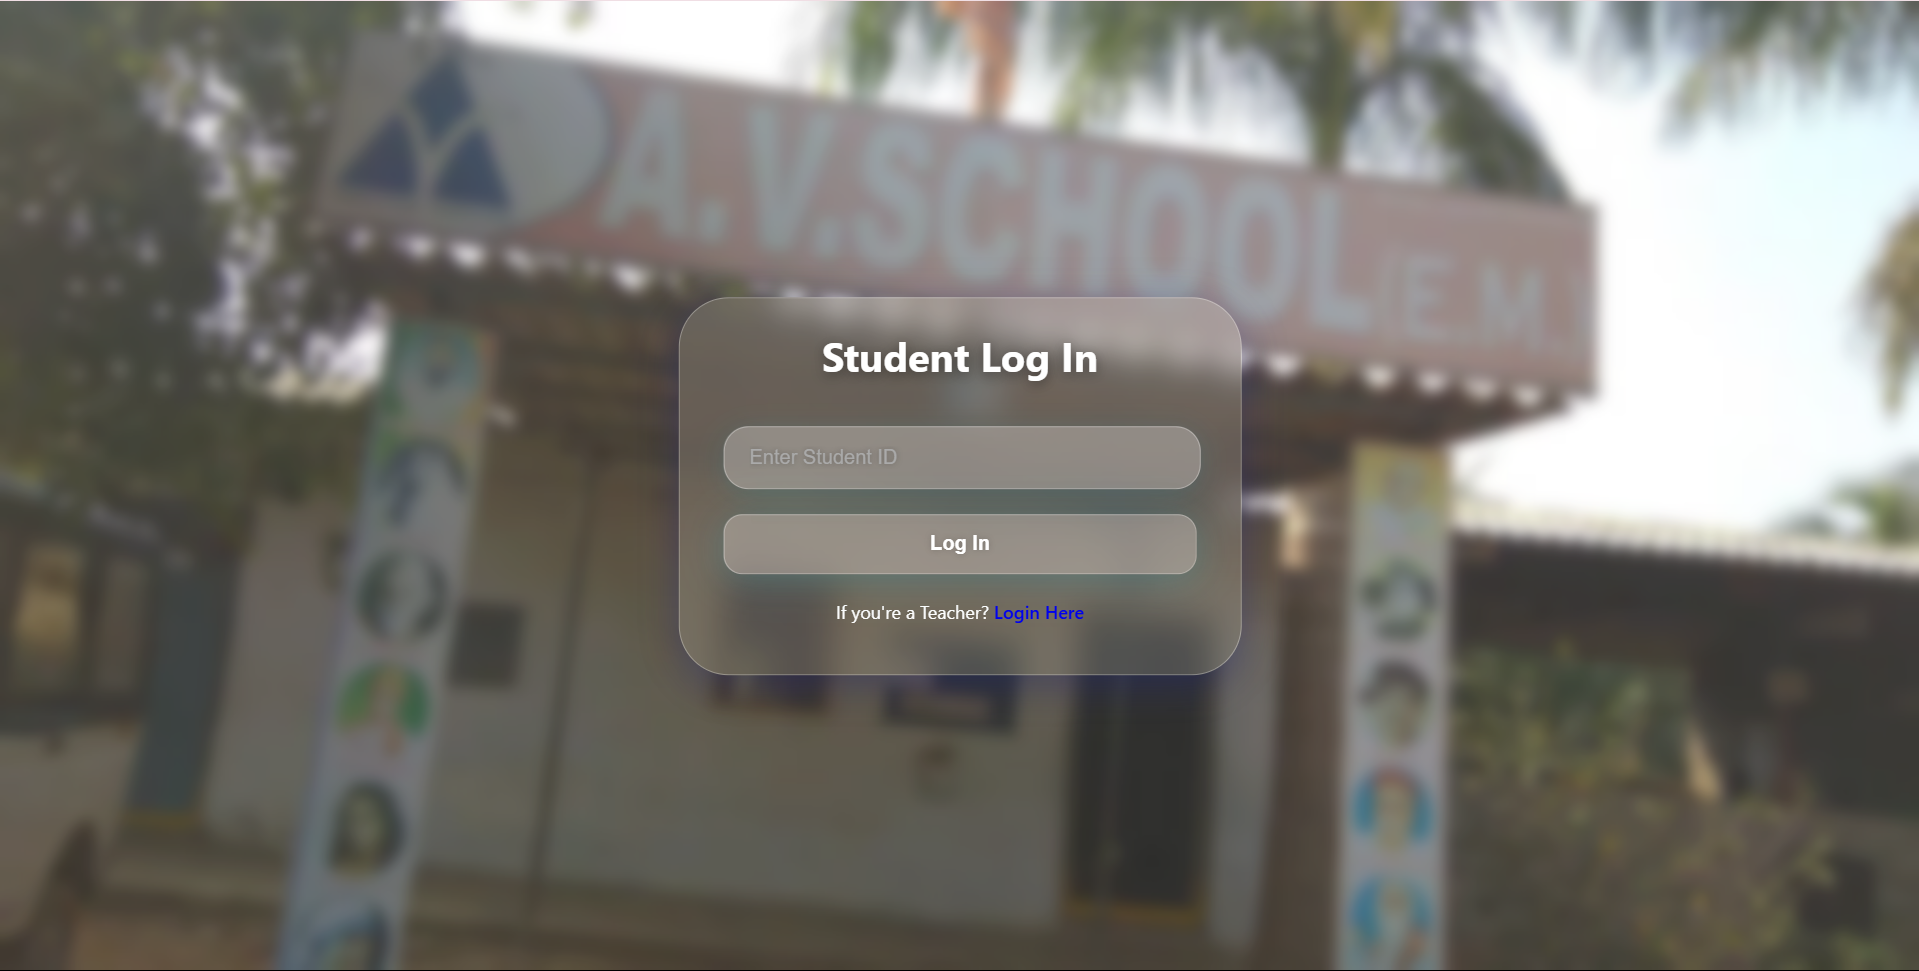 A.V.SCHOOL (E.M.)
Student Log In
Enter Student ID
Log In
If you're a Teacher? Login Here